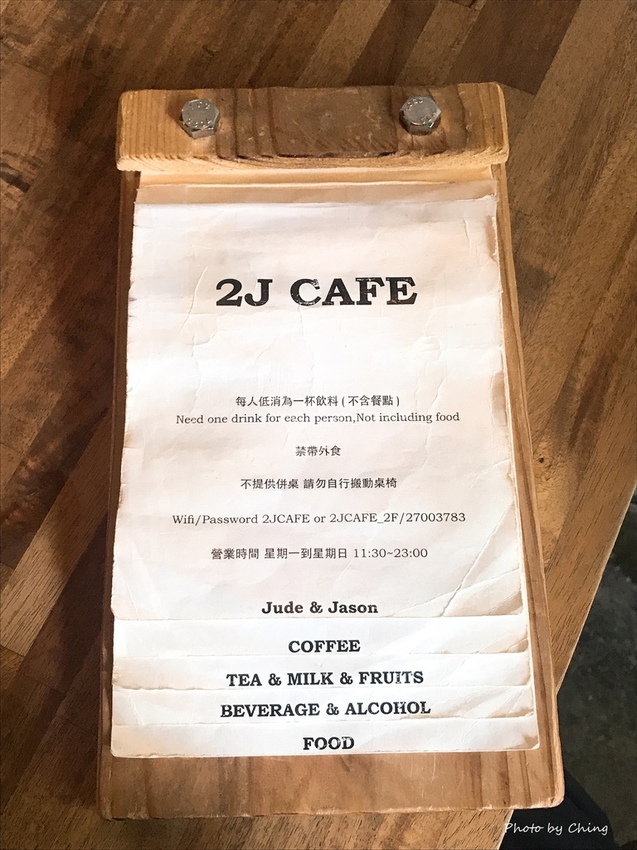 2J CAFE
每人低消為一杯飲料 ( 不含餐點 )
Need one drink for each person,Not including food
禁帶外食
不提供併桌 請勿自行搬動桌椅
Wifi/Password 2JCAFE or 2JCAFE_2F/27003783
營業時間 星期一到星期日 11:30~23:00
Jude & Jason
COFFEE
TEA & MILK & FRUITS
BEVERAGE & ALCOHOL
FOOD
Photo by Ching